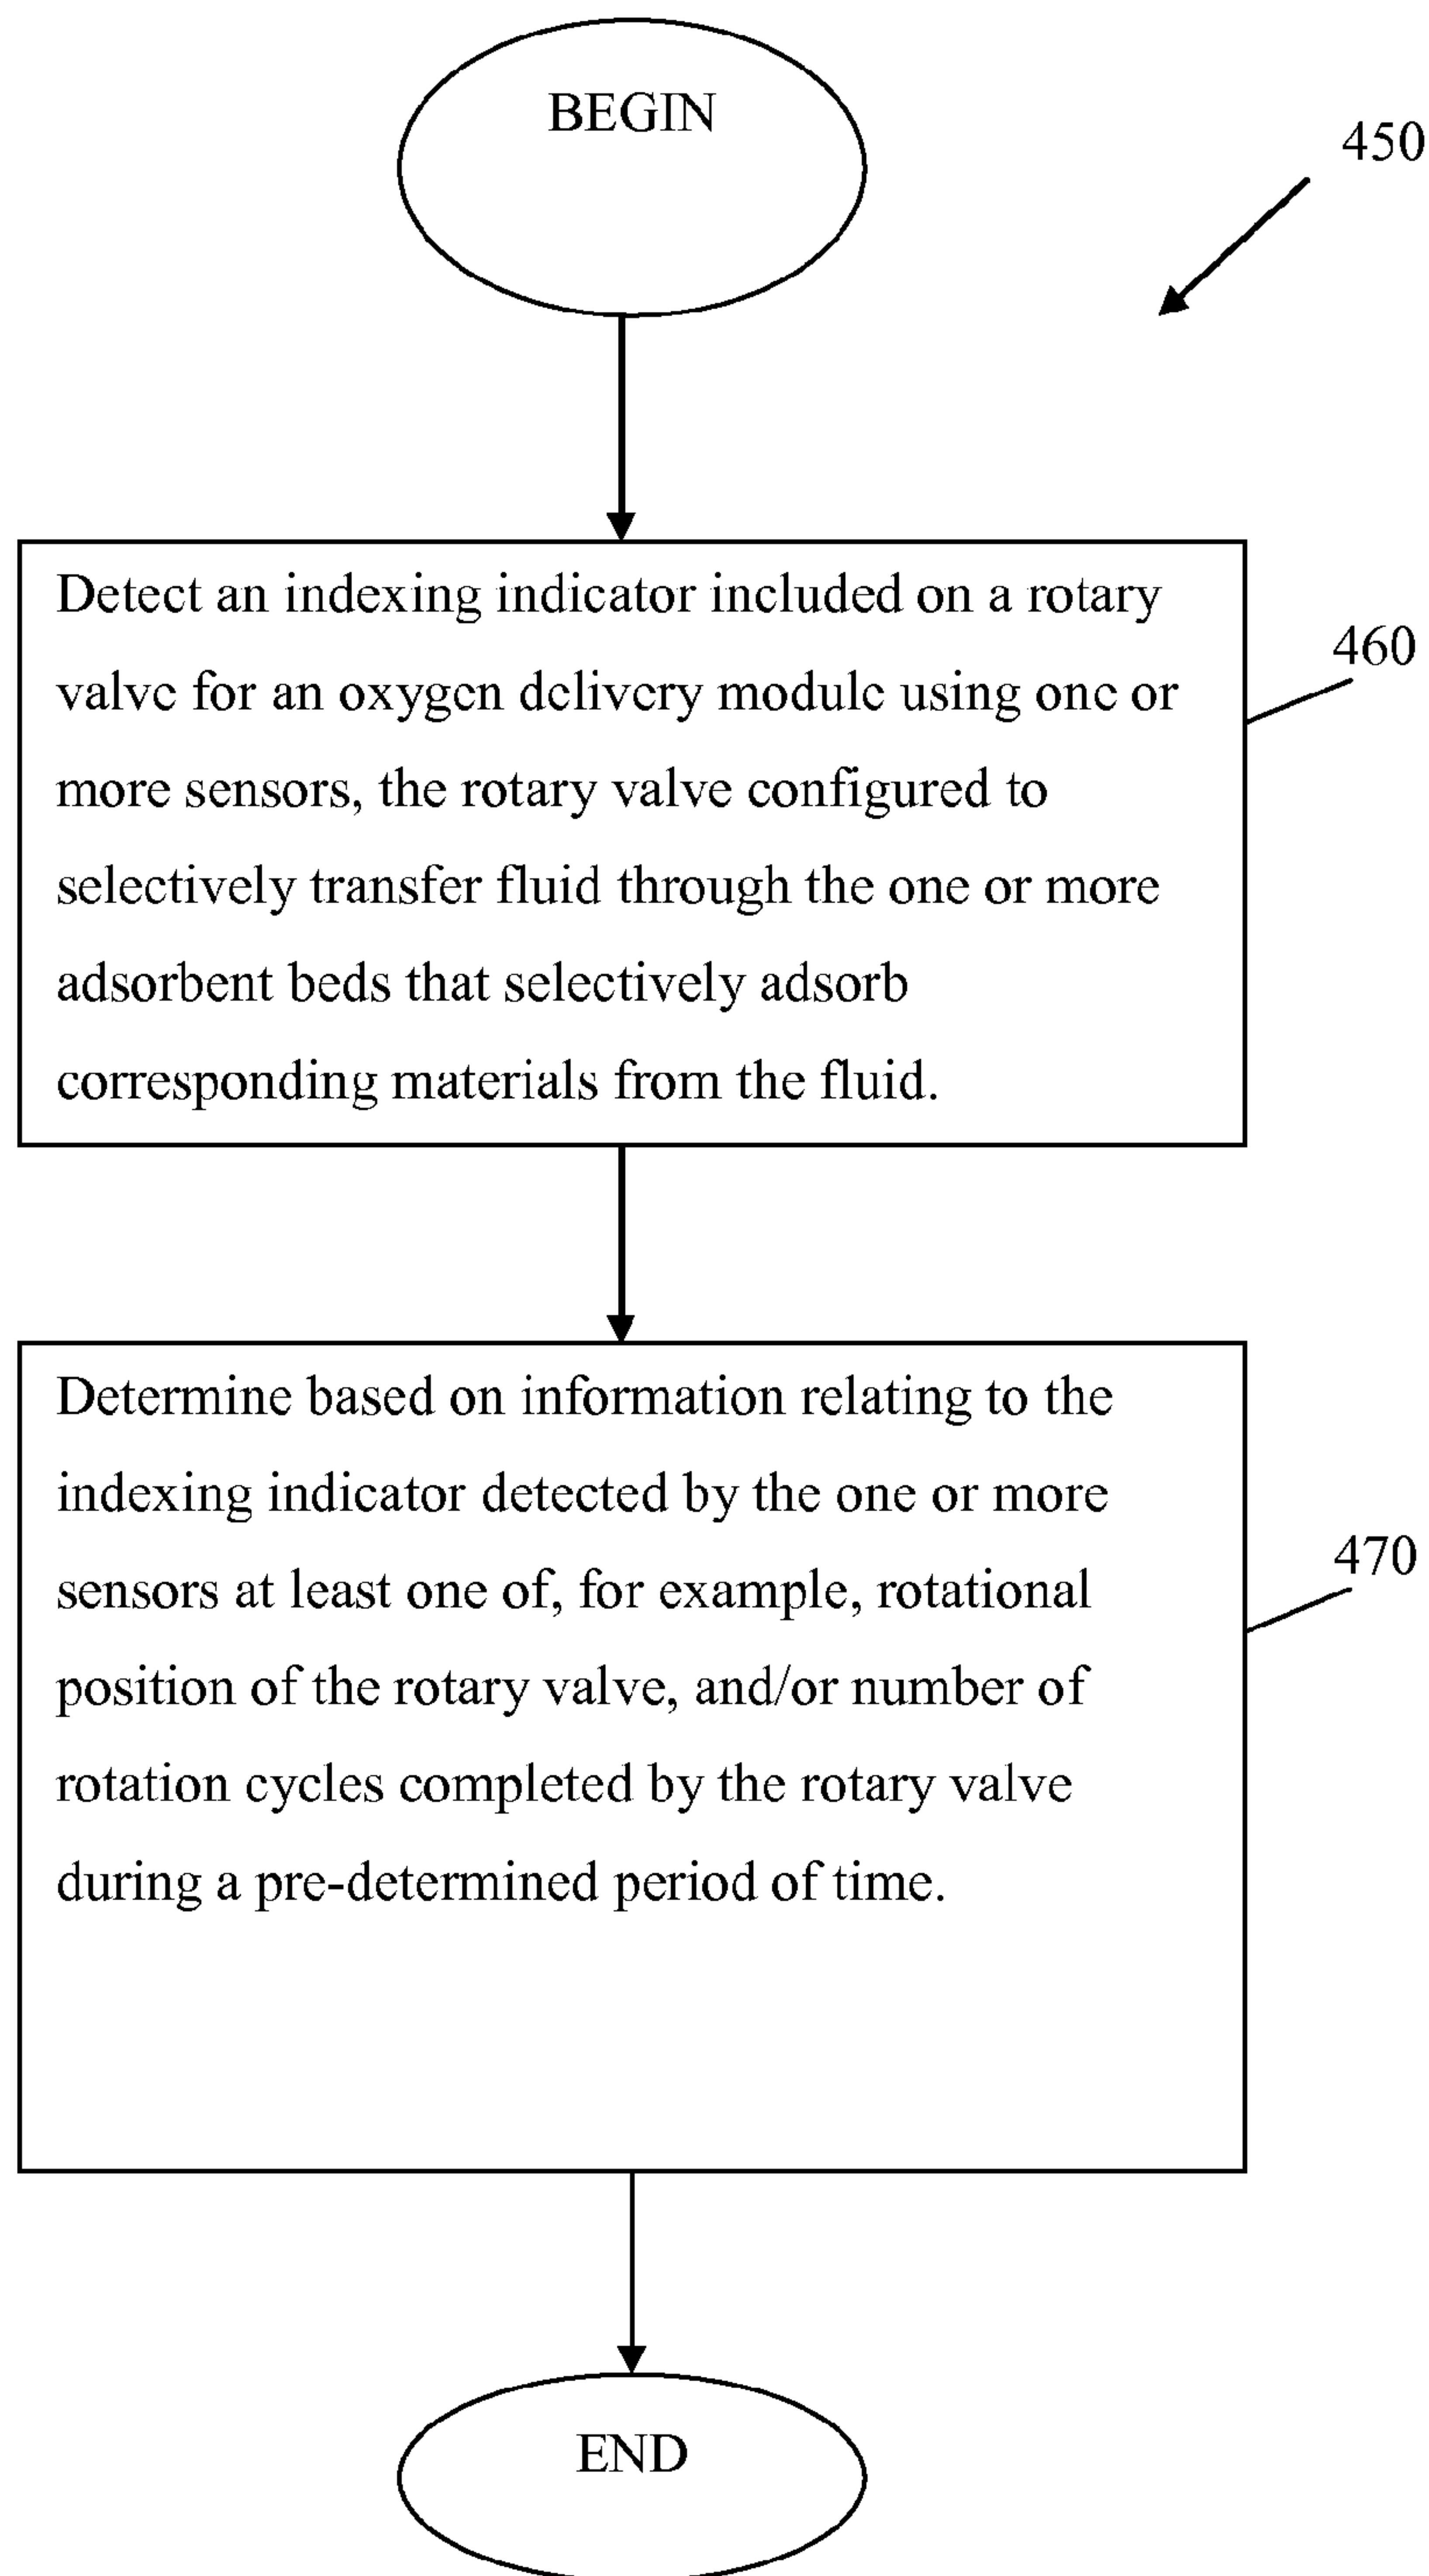 BEGIN
450
Detect an indexing indicator included on a rotary
valve for an oxygen delivery module using one or
more sensors, the rotary valve configured to
selectively transfer fluid through the one or more
adsorbent beds that selectively adsorb
corresponding materials from the fluid.
460
Determine based on information relating to the
indexing indicator detected by the one or more
sensors at least one of, for example, rotational
position of the rotary valve, and/or number of
rotation cycles completed by the rotary valve
during a pre-determined period of time.
470
END